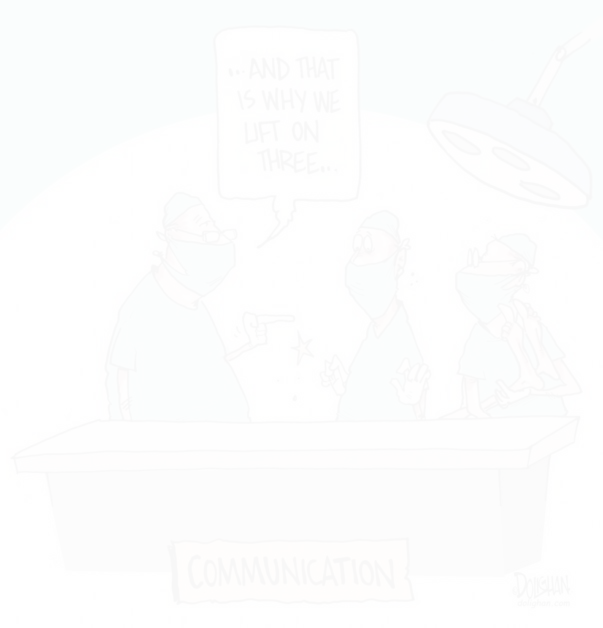 .. AND THAT
IS WHY WE
LIFT ON
THREE..
COMMUNICATION